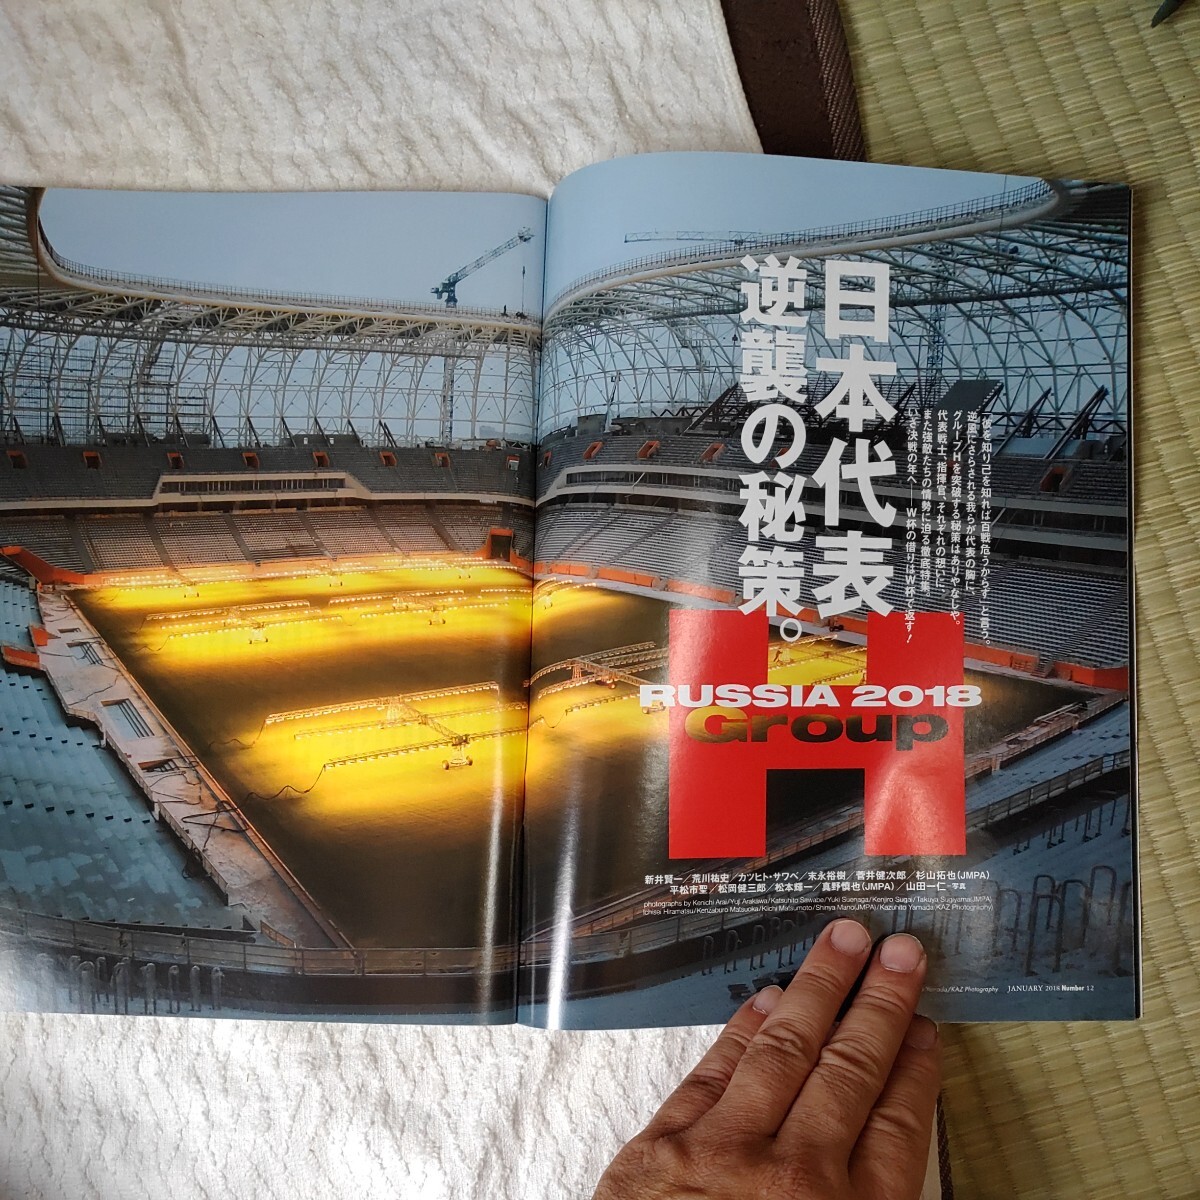 日本代表
逆襲の秘策。
“彼を知り己を知れば百戦危うからず”と言う。
逆風にさらされる我らが代表の胸に、
グループHを突破する秘策はありやなしや。
代表戦士、指揮官、それぞれの想いに、
また強敵たちの情勢に迫る徹底特集。
いざ決戦の年へ――W杯の借りはW杯で返す！
H
RUSSIA 2018
Group
新井賢一／荒川祐史／カツヒト・サワベ／末永裕樹／菅井健次郎／杉山拓也(JMPA)
平松市聖／松岡健三郎／松本輝一／真野慎也(JMPA)／山田一仁＝写真
photographs by Kenichi Arai/Yuji Arakawa/Katsuhito Sawabe/Yuki Suenaga/Kenjiro Sugai/Takuya Sugiyama(JMPA)
Ichisei Hiramatsu/Kenzaburo Matsuoka/Kiichi Matsumoto/Shinya Mano(JMPA)/Kazuhito Yamada(KAZ Photography)
Yamada/KAZ Photography JANUARY 2018 Number 12